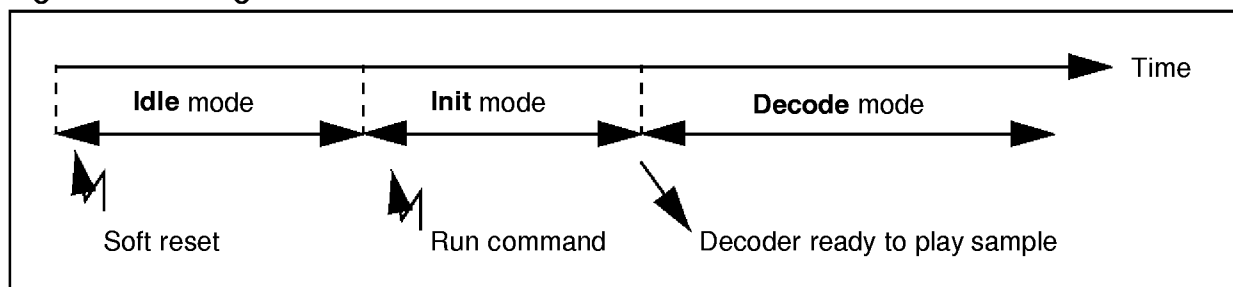 Time
Idle mode
Init mode
Decode mode
Soft reset
Run command
Decoder ready to play sample